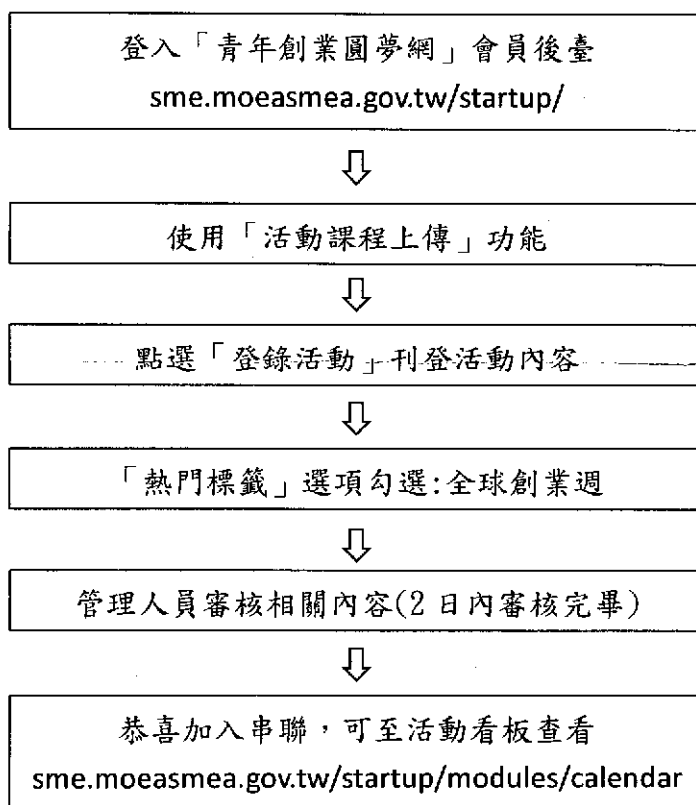 登入「青年創業圓夢網」會員後臺
sme.moeasmea.gov.tw/startup/
使用「活動課程上傳」功能
點選「登錄活動」刊登活動內容
「熱門標籤」選項勾選:全球創業週
管理人員審核相關內容(2日內審核完畢)
恭喜加入串聯，可至活動看板查看
sme.moeasmea.gov.tw/startup/modules/calendar